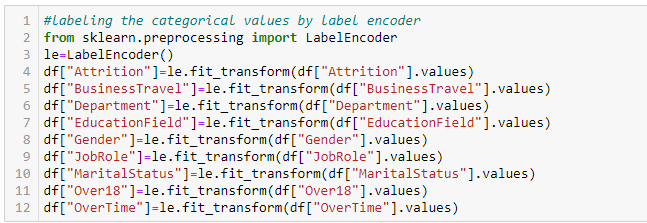 1 #labeling the categorical values by label encoder
2 from sklearn.preprocessing import LabelEncoder
3 le=LabelEncoder()
4 df["Attrition"]=le.fit_transform(df["Attrition"].values)
5 df["BusinessTravel"]=le.fit_transform(df["BusinessTravel"].values)
6 df["Department"]=le.fit_transform(df["Department"].values)
7 df["EducationField"]=le.fit_transform(df["EducationField"].values)
8 df["Gender"]=le.fit_transform(df["Gender"].values)
9 df["JobRole"]=le.fit_transform(df["JobRole"].values)
10 df["MaritalStatus"]=le.fit_transform(df["MaritalStatus"].values)
11 df["Over18"]=le.fit_transform(df["Over18"].values)
12 df["OverTime"]=le.fit_transform(df["OverTime"].values)